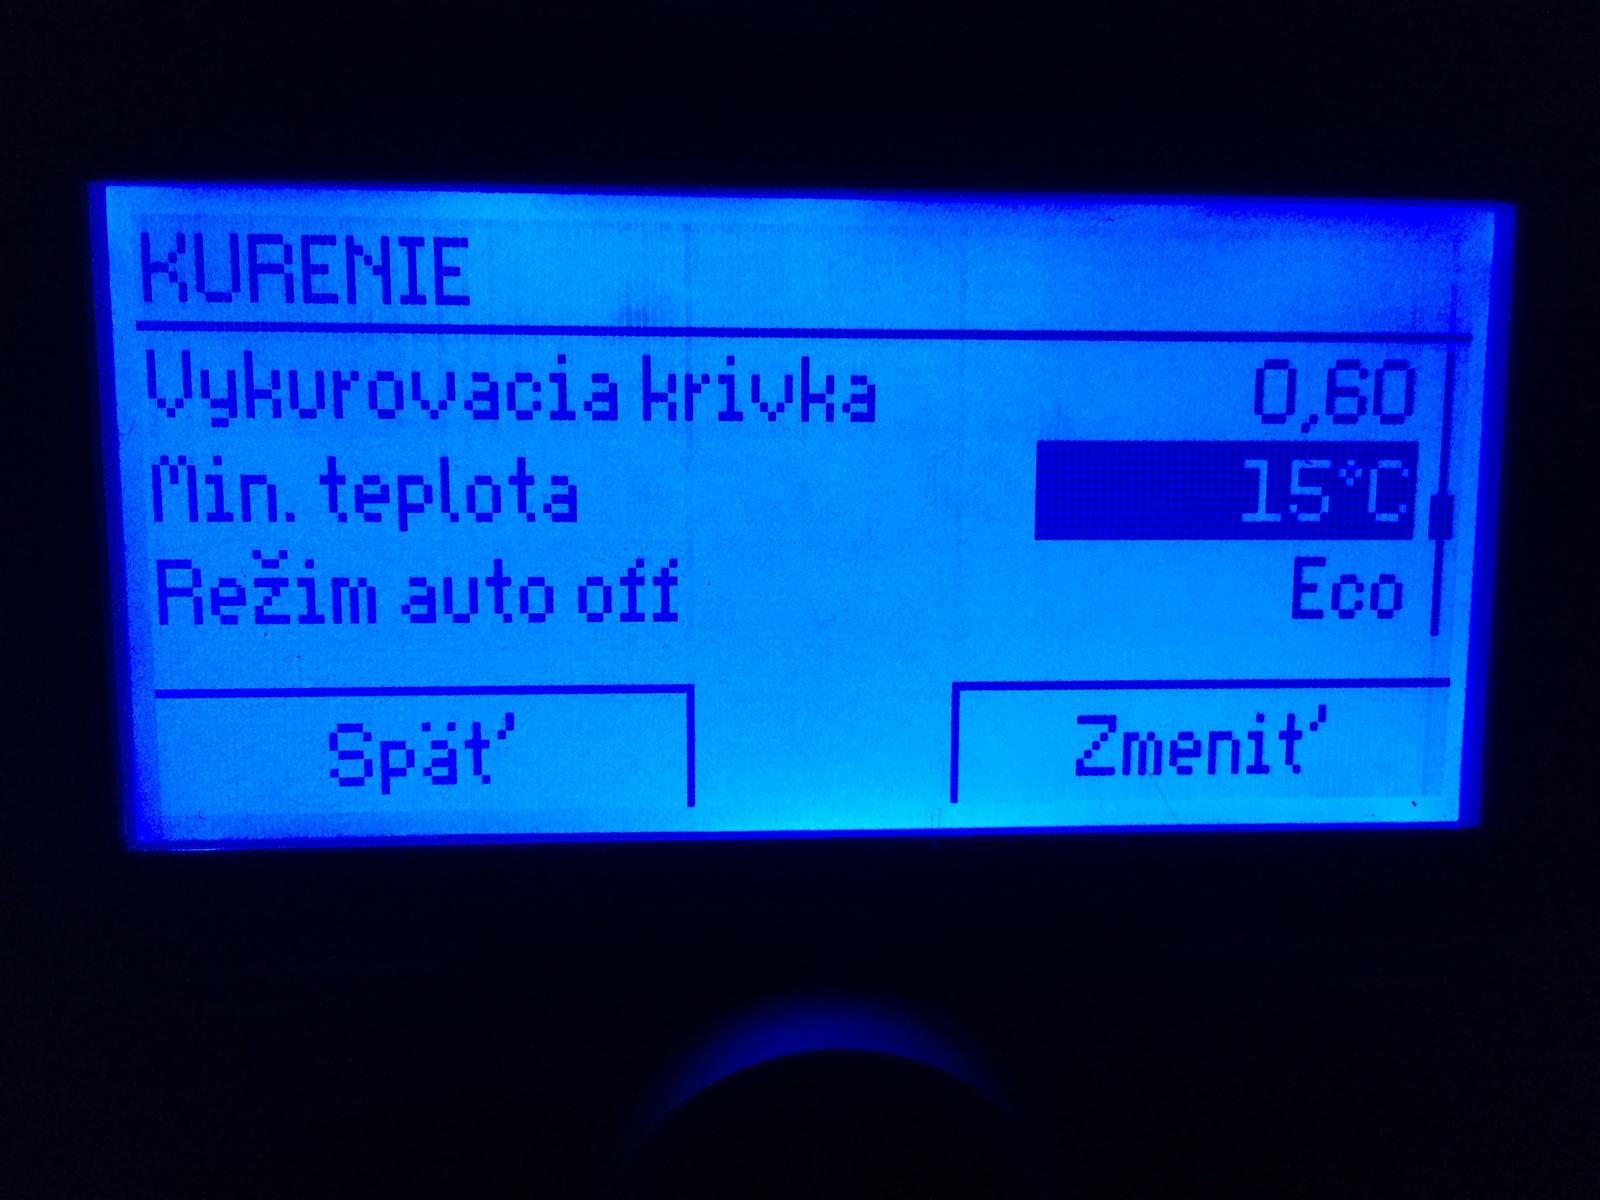 KURENIE
Vykurovacia krivka 0,60
Min. teplota 15°C
Režim auto off Eco
Späť Zmeniť